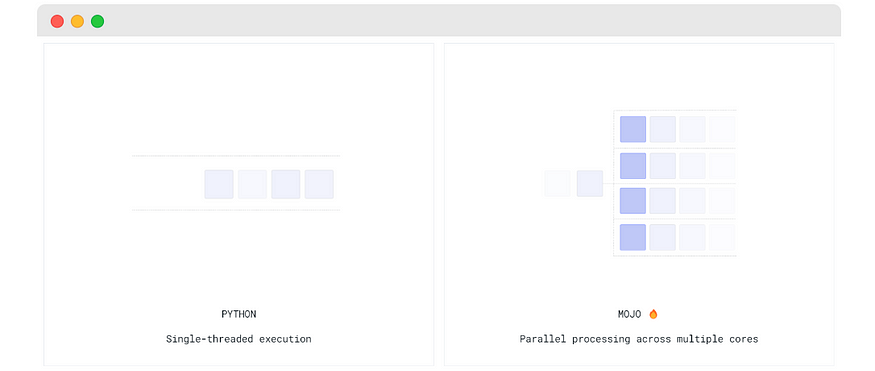 PYTHON
Single-threaded execution
MOJO 🔥
Parallel processing across multiple cores